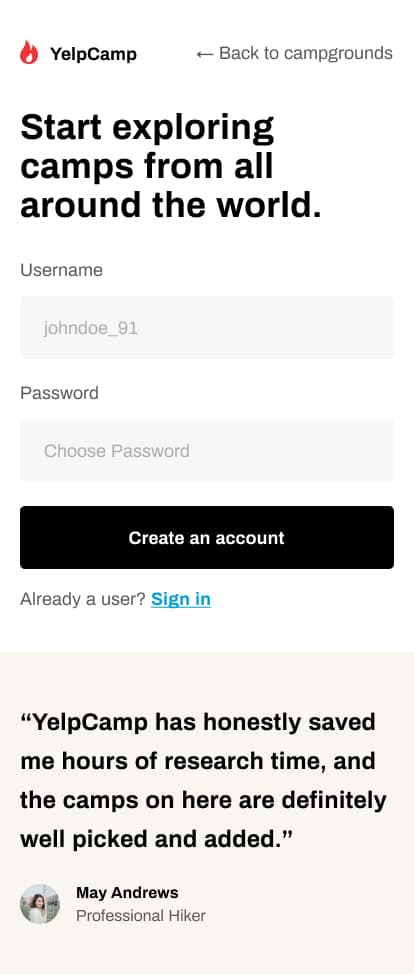 YelpCamp
← Back to campgrounds
Start exploring
camps from all
around the world.
Username
johndoe_91
Password
Choose Password
Create an account
Already a user? Sign in
“YelpCamp has honestly saved
me hours of research time, and
the camps on here are definitely
well picked and added.”
May Andrews
Professional Hiker